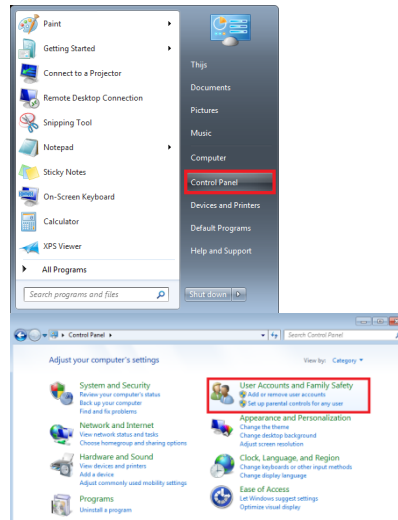 Paint
Getting Started
Connect to a Projector
Remote Desktop Connection
Snipping Tool
Notepad
Sticky Notes
On-Screen Keyboard
Calculator
XPS Viewer
All Programs
Search programs and files
Thijs
Documents
Pictures
Music
Computer
Control Panel
Devices and Printers
Default Programs
Help and Support
Shut down
Control Panel
Search Control Panel
Adjust your computer's settings
View by: Category
System and Security
Review your computer's status
Back up your computer
Find and fix problems
Network and Internet
View network status and tasks
Choose homegroup and sharing options
Hardware and Sound
View devices and printers
Add a device
Adjust commonly used mobility settings
Programs
Uninstall a program
User Accounts and Family Safety
Add or remove user accounts
Set up parental controls for any user
Appearance and Personalization
Change the theme
Change desktop background
Adjust screen resolution
Clock, Language, and Region
Change keyboards or other input methods
Change display language
Ease of Access
Let Windows suggest settings
Optimize visual display